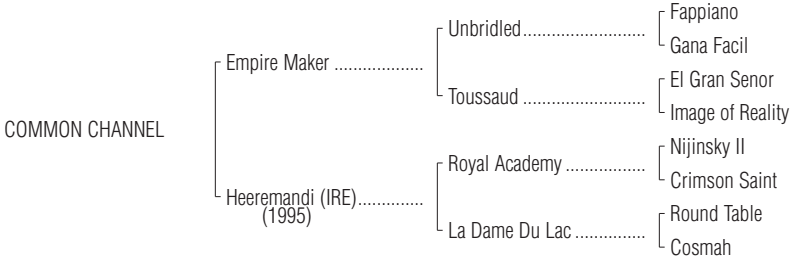 Fappiano
Unbridled..........................
Gana Facil
Empire Maker ...................
El Gran Senor
Toussaud ..........................
Image of Reality
COMMON CHANNEL
Nijinsky II
Royal Academy .................
Crimson Saint
Heeremandi (IRE)..............
(1995)
Round Table
La Dame Du Lac ...............
Cosmah